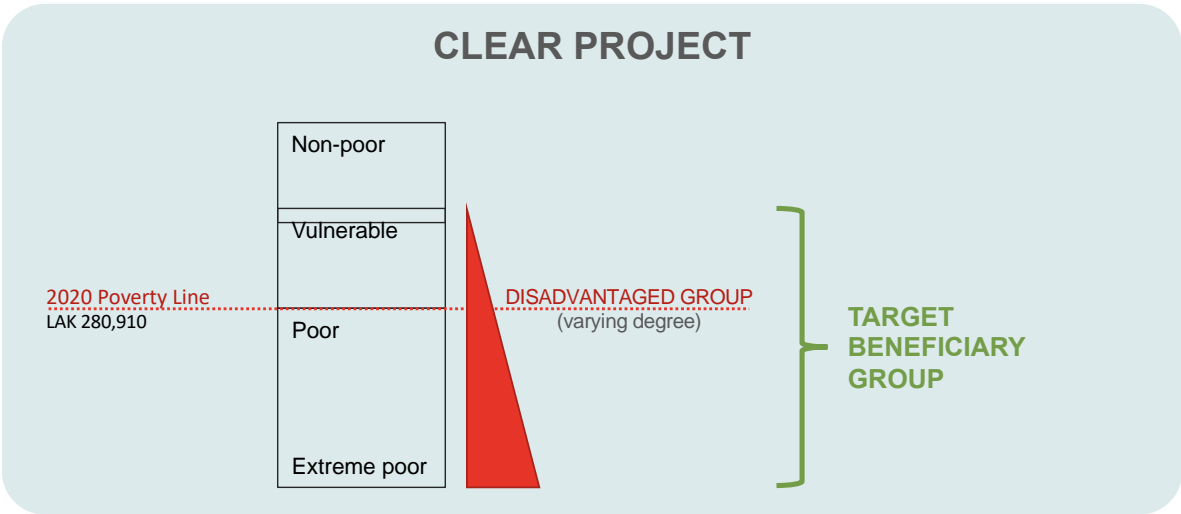 CLEAR PROJECT
Non-poor
Vulnerable
2020 Poverty Line
LAK 280,910
DISADVANTAGED GROUP
(varying degree)
Poor
Extreme poor
TARGET
BENEFICIARY
GROUP